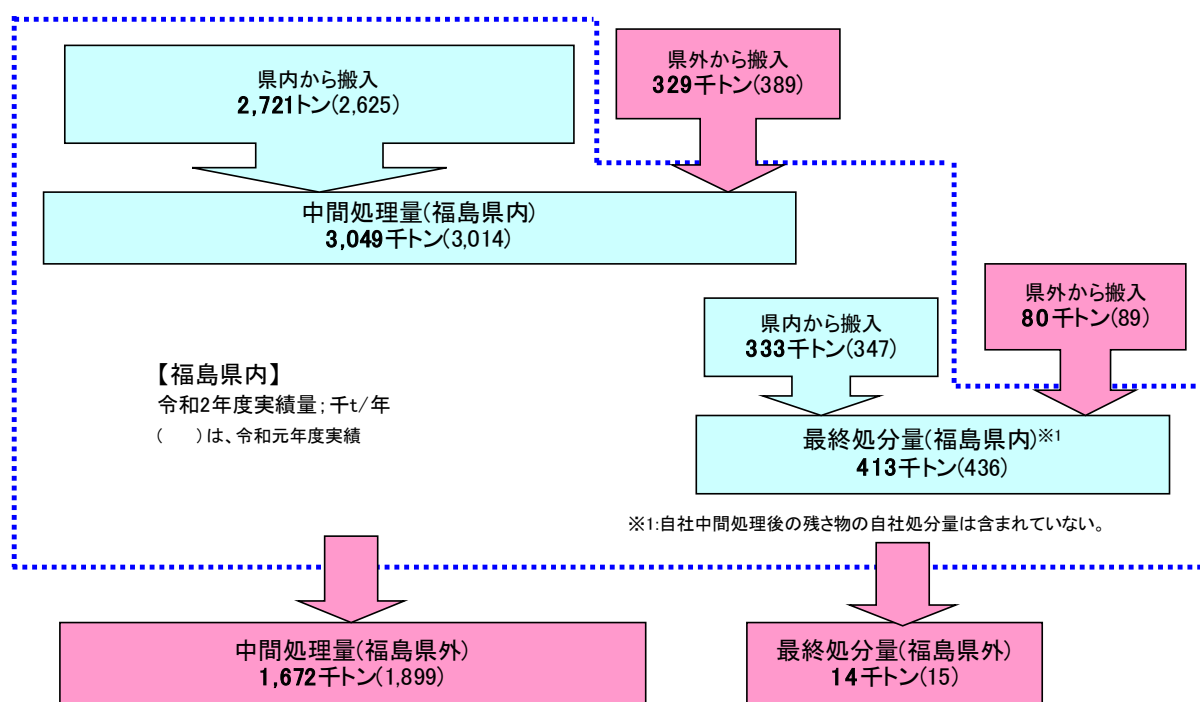 県内から搬入
2,721トン(2,625)
県外から搬入
329千トン(389)
中間処理量(福島県内)
3,049千トン(3,014)
県外から搬入
80千トン(89)
県内から搬入
333千トン(347)
【福島県内】
令和2年度実績量;千t/年
(　　)は、令和元年度実績
最終処分量(福島県内)※1
413千トン(436)
※1:自社中間処理後の残さ物の自社処分量は含まれていない。
中間処理量(福島県外)
1,672千トン(1,899)
最終処分量(福島県外)
14千トン(15)